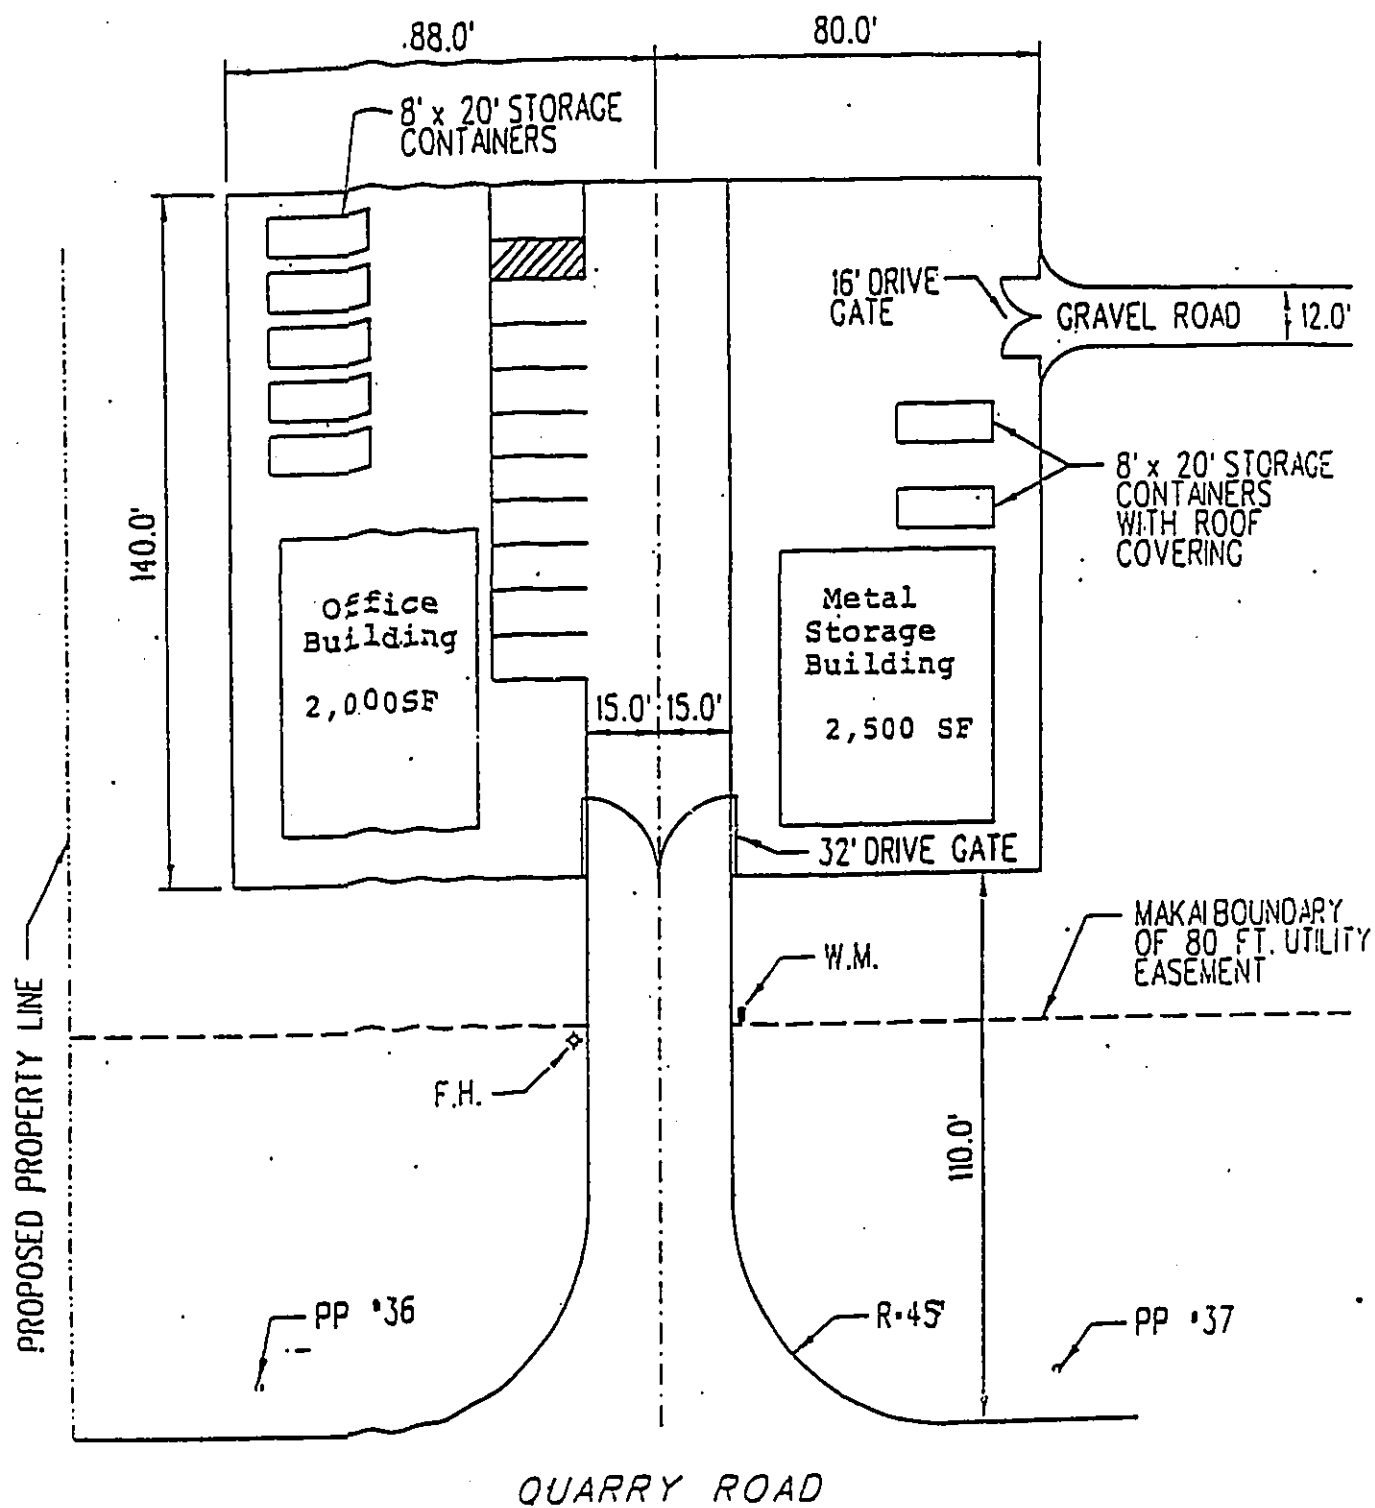 .88.0'
80.0'
8' x 20' STORAGE
CONTAINERS
16' DRIVE
GATE
GRAVEL ROAD
12.0'
8' x 20' STORAGE
CONTAINERS
WITH ROOF
COVERING
140.0'
Office
Building
2,000SF
Metal
Storage
Building
2,500 SF
15.0'
15.0'
32' DRIVE GATE
MAKAI BOUNDARY
OF 80 FT. UTILITY
EASEMENT
W.M.
F.H.
PROPOSED PROPERTY LINE
110.0'
PP #36
R=45'
PP #37
QUARRY ROAD